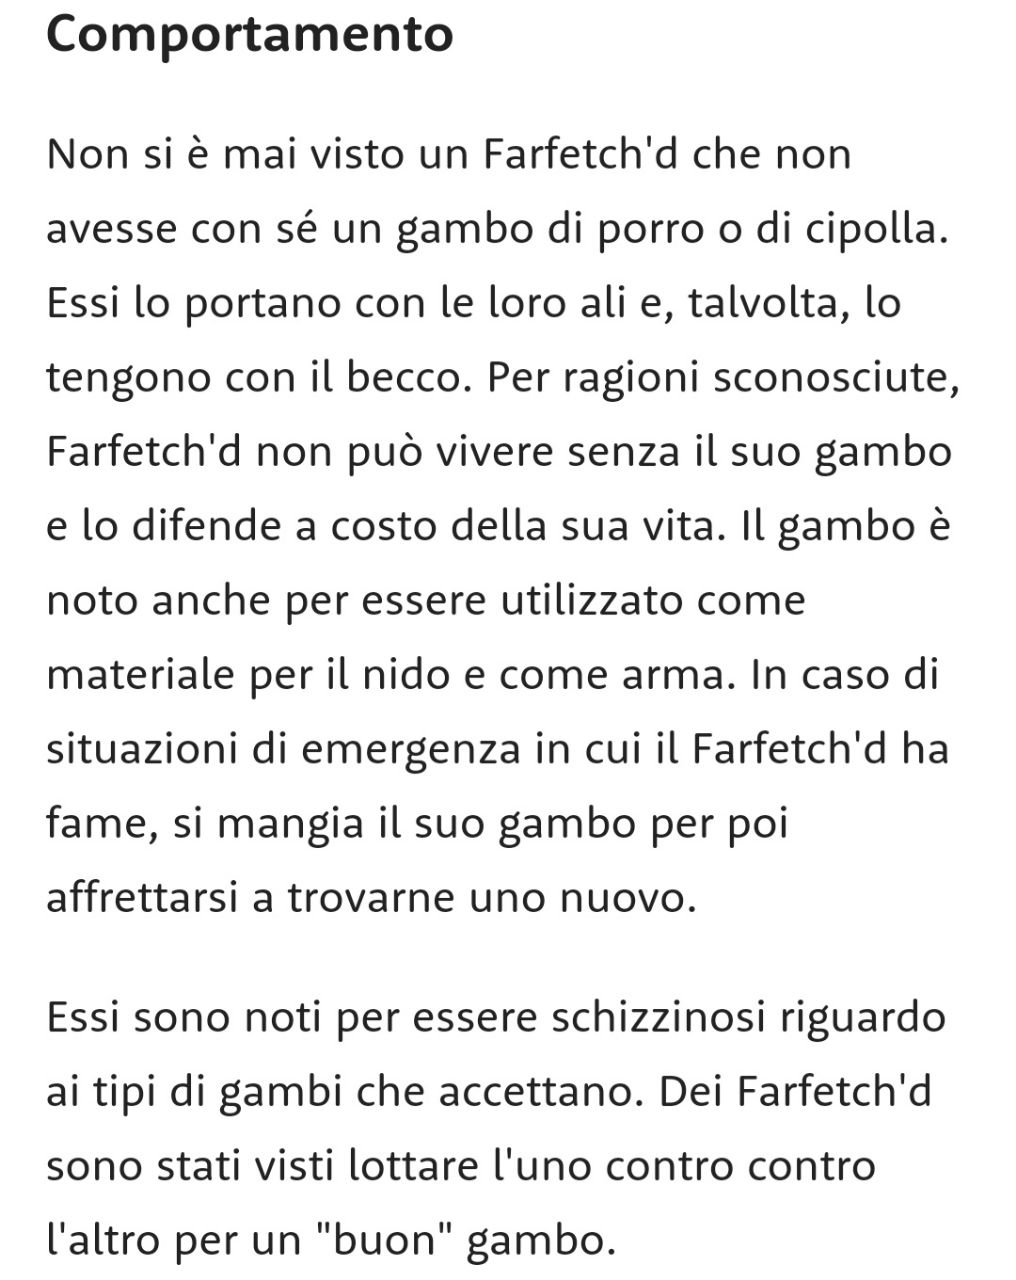 Comportamento
Non si è mai visto un Farfetch'd che non
avesse con sé un gambo di porro o di cipolla.
Essi lo portano con le loro ali e, talvolta, lo
tengono con il becco. Per ragioni sconosciute,
Farfetch'd non può vivere senza il suo gambo
e lo difende a costo della sua vita. Il gambo è
noto anche per essere utilizzato come
materiale per il nido e come arma. In caso di
situazioni di emergenza in cui il Farfetch'd ha
fame, si mangia il suo gambo per poi
affrettarsi a trovarne uno nuovo.
Essi sono noti per essere schizzinosi riguardo
ai tipi di gambi che accettano. Dei Farfetch'd
sono stati visti lottare l'uno contro contro
l'altro per un "buon" gambo.